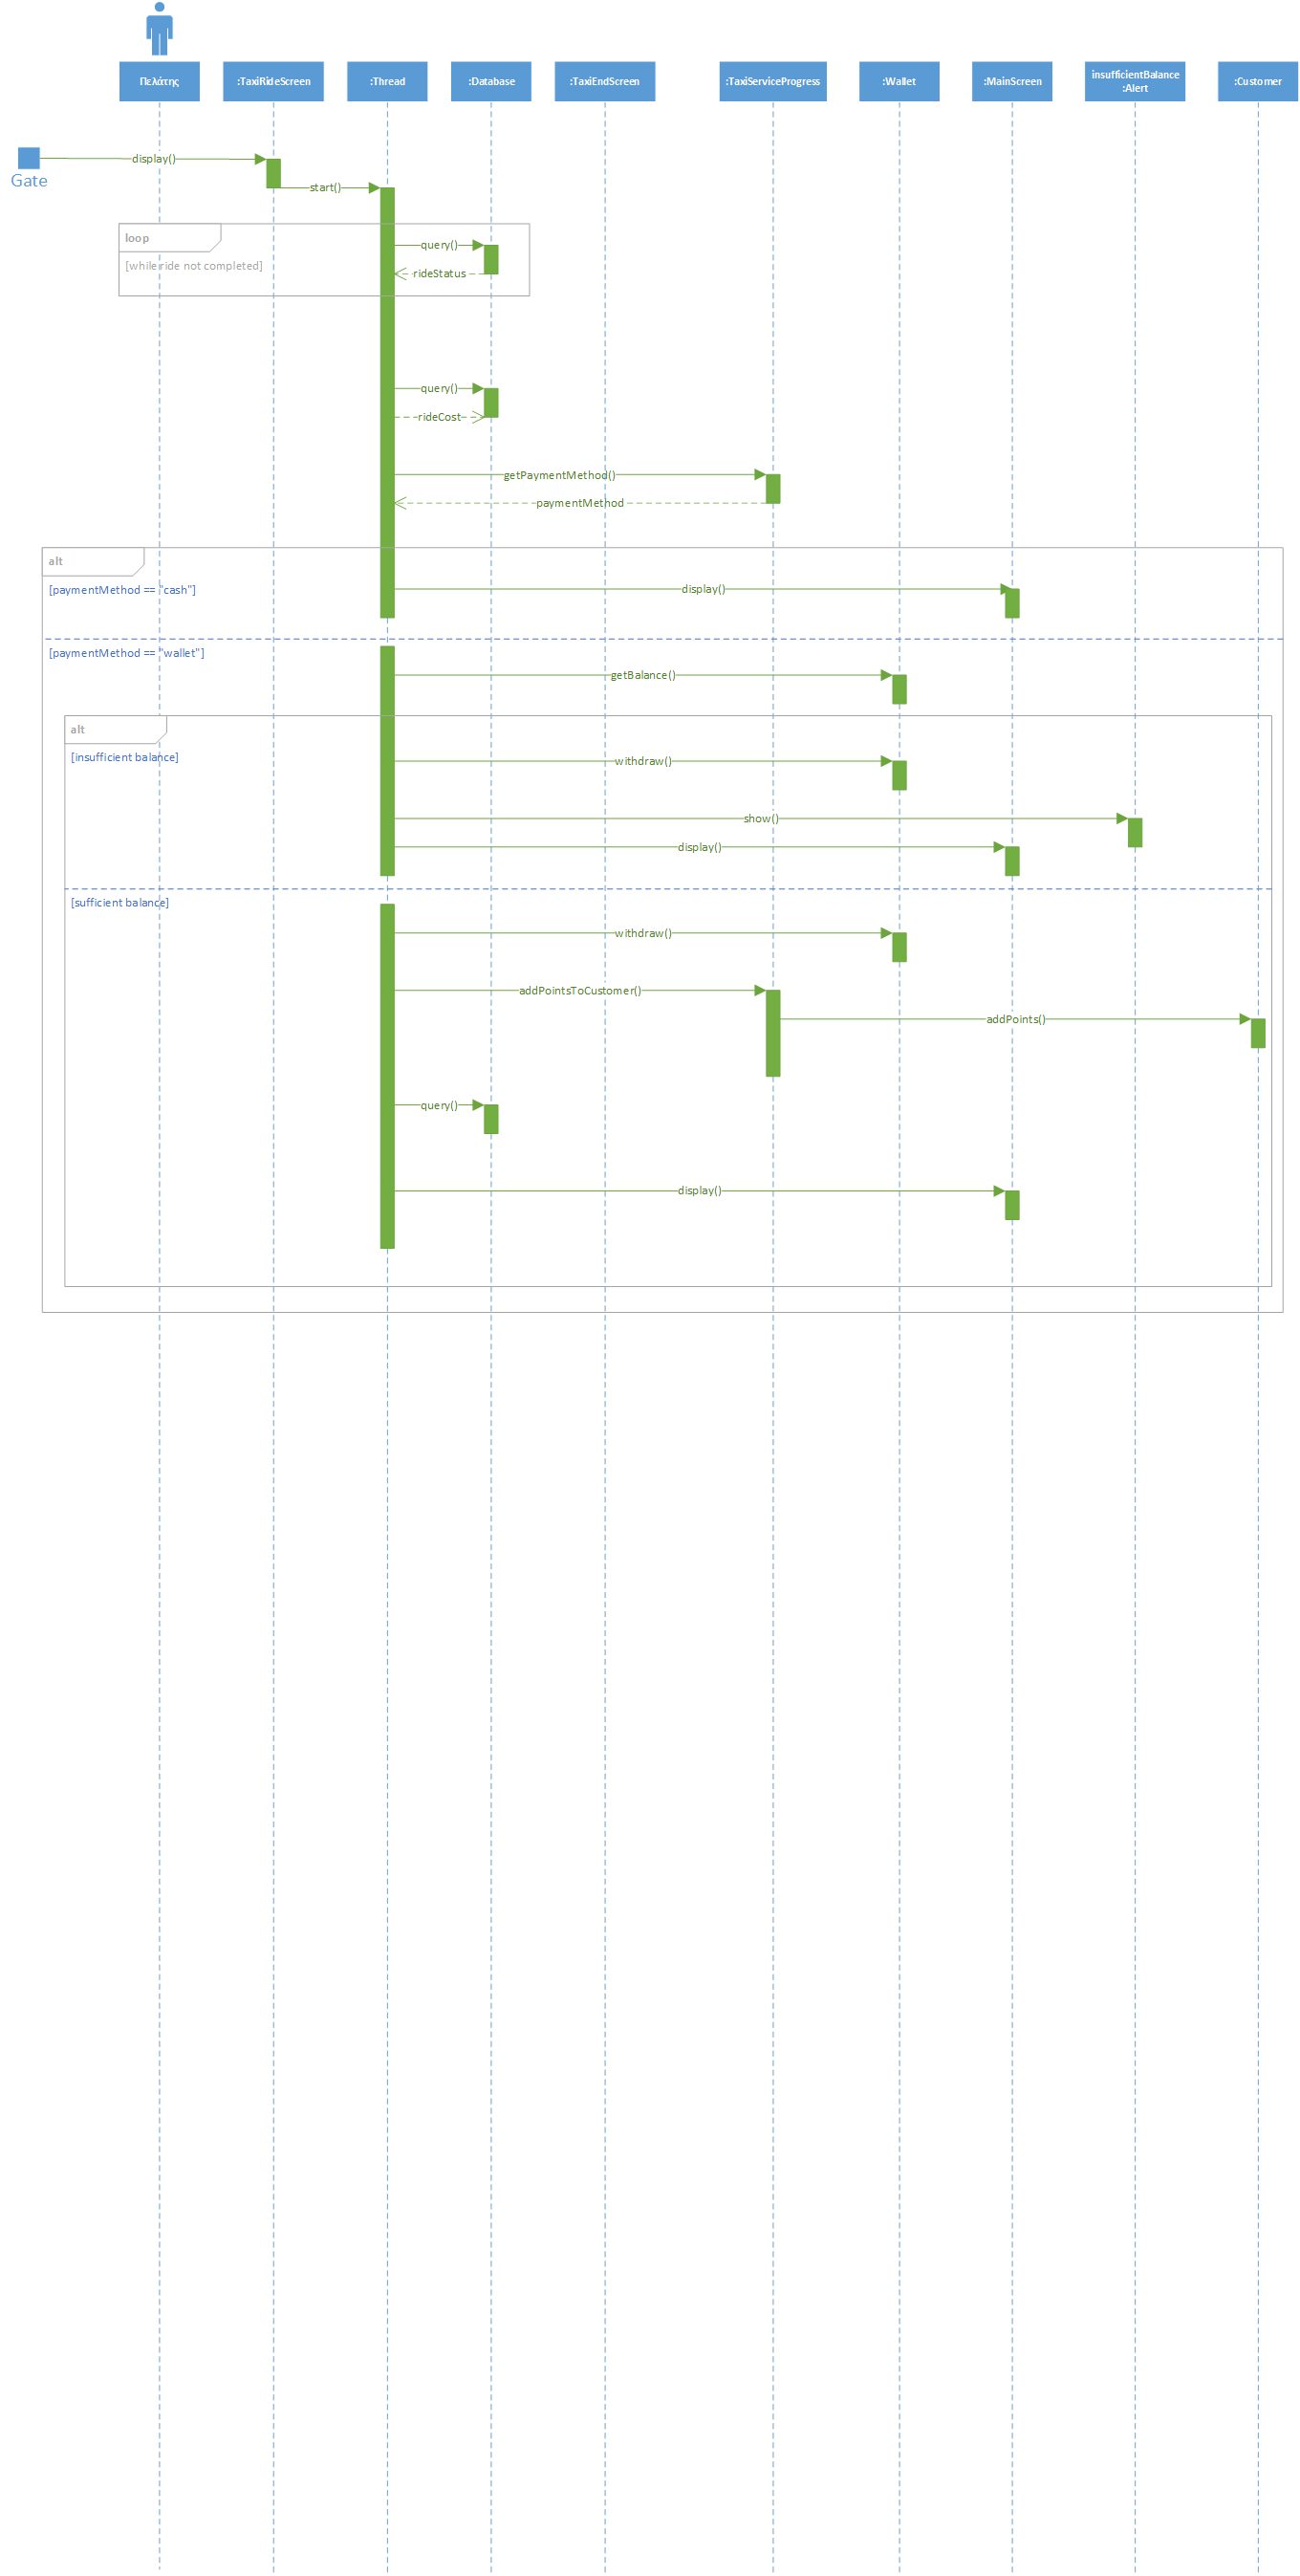 Πελάτης
:TaxiRideScreen
:Thread
:Database
:TaxiEndScreen
:TaxiServiceProgress
:Wallet
:MainScreen
insufficientBalance
:Alert
:Customer
display()
Gate
start()
loop
query()
[while ride not completed]
rideStatus
query()
rideCost
getPaymentMethod()
paymentMethod
alt
[paymentMethod == "cash"]
display()
[paymentMethod == "wallet"]
getBalance()
alt
[insufficient balance]
withdraw()
show()
display()
[sufficient balance]
withdraw()
addPointsToCustomer()
addPoints()
query()
display()